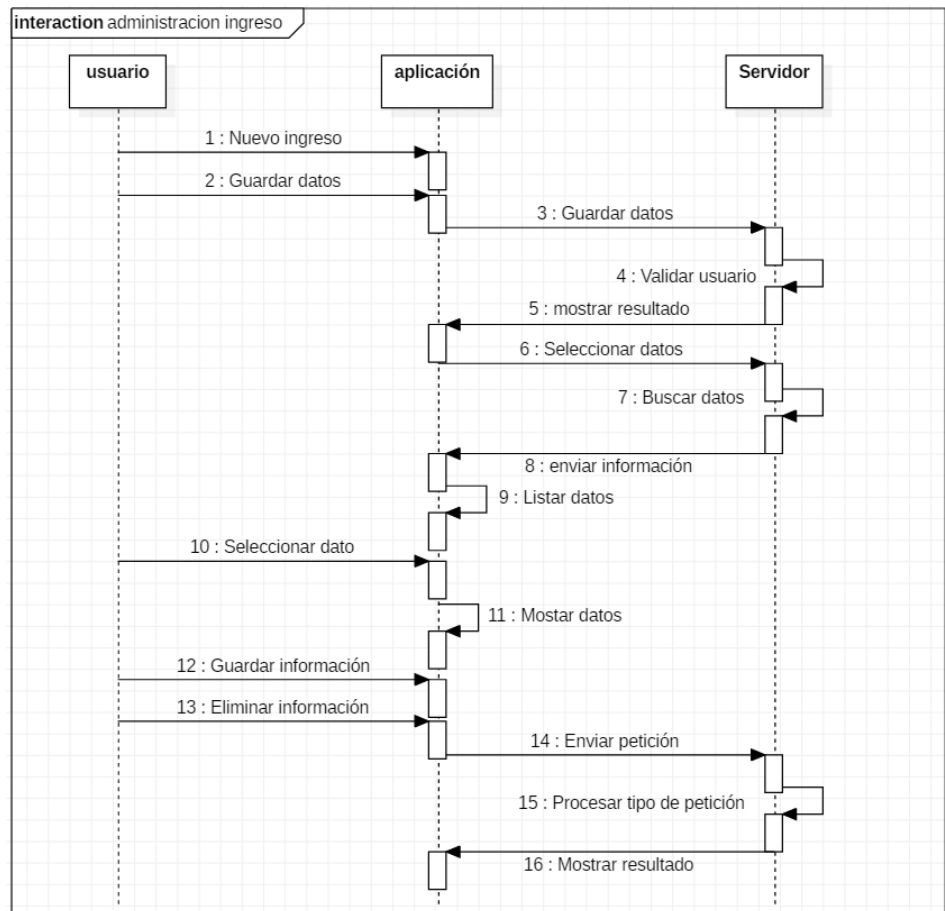 interaction administracion ingreso
usuario
aplicación
Servidor
1 : Nuevo ingreso
2 : Guardar datos
3 : Guardar datos
4 : Validar usuario
5 : mostrar resultado
6 : Seleccionar datos
7 : Buscar datos
8 : enviar información
9 : Listar datos
10 : Seleccionar dato
11 : Mostar datos
12 : Guardar información
13 : Eliminar información
14 : Enviar petición
15 : Procesar tipo de petición
16 : Mostrar resultado